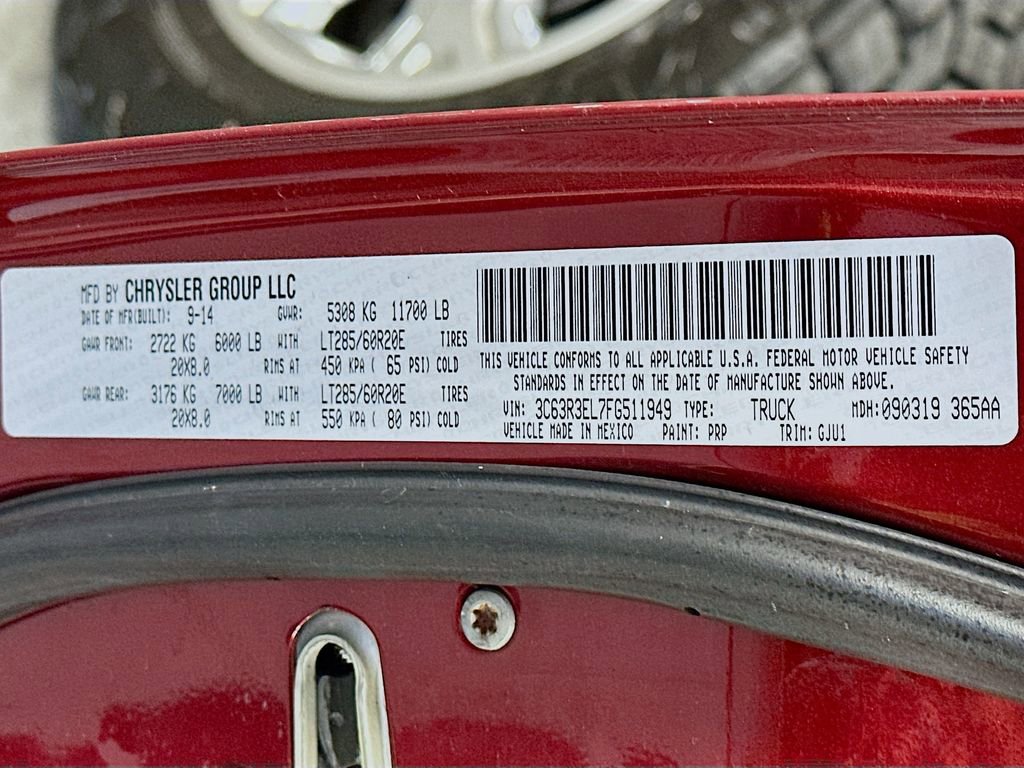 MFD BY CHRYSLER GROUP LLC
DATE OF MFR(BUILT): 9-14 GVWR: 5308 KG 11700 LB
GAWR FRONT: 2722 KG 6000 LB WITH LT285/60R20E TIRES
20X8.0 RIMS AT 450 KPA ( 65 PSI) COLD
GAWR REAR: 3176 KG 7000 LB WITH LT285/60R20E TIRES
20X8.0 RIMS AT 550 KPA ( 80 PSI) COLD
THIS VEHICLE CONFORMS TO ALL APPLICABLE U.S.A. FEDERAL MOTOR VEHICLE SAFETY
STANDARDS IN EFFECT ON THE DATE OF MANUFACTURE SHOWN ABOVE.
VIN: 3C63R3EL7FG511949 TYPE: TRUCK MDH:090319 365AA
VEHICLE MADE IN MEXICO PAINT: PRP TRIM: GJU1